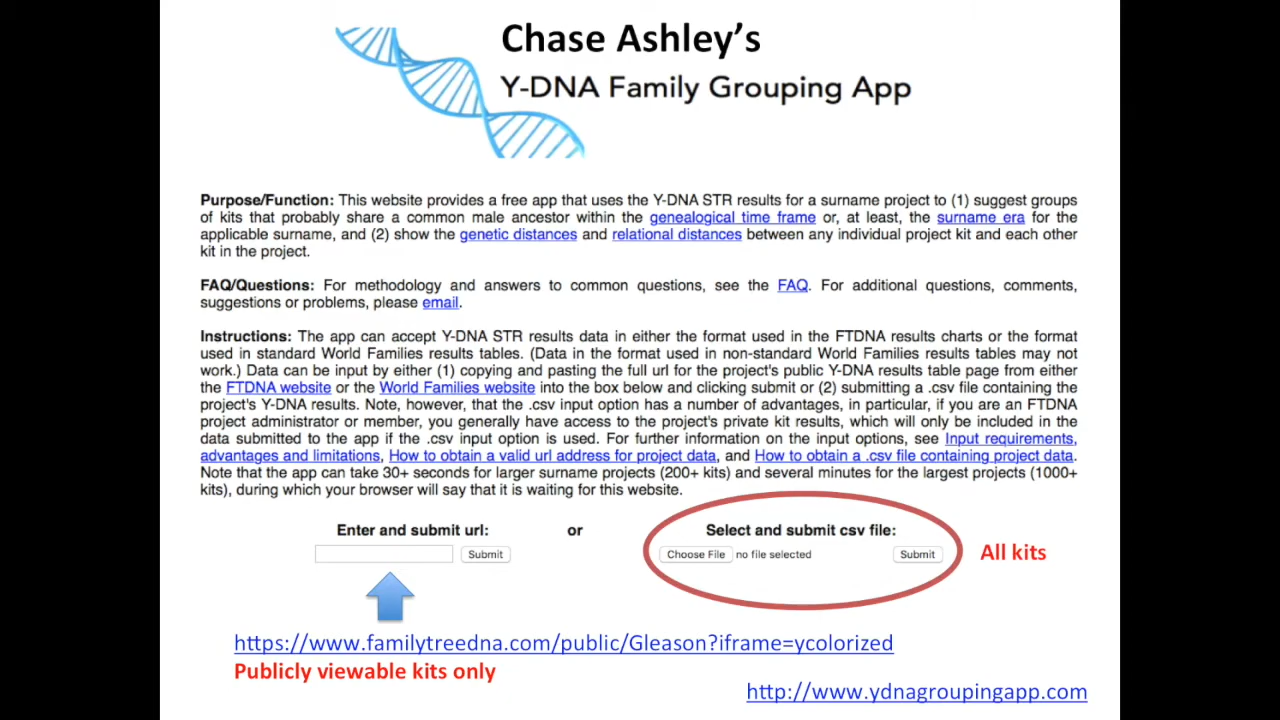 Chase Ashley’s
Y-DNA Family Grouping App
Purpose/Function: This website provides a free app that uses the Y-DNA STR results for a surname project to (1) suggest groups
of kits that probably share a common male ancestor within the genealogical time frame or, at least, the surname era for the
applicable surname, and (2) show the genetic distances and relational distances between any individual project kit and each other
kit in the project.
FAQ/Questions: For methodology and answers to common questions, see the FAQ. For additional questions, comments,
suggestions or problems, please email.
Instructions: The app can accept Y-DNA STR results data in either the format used in the FTDNA results charts or the format
used in standard World Families results tables. (Data in the format used in non-standard World Families results tables may not
work.) Data can be input by either (1) copying and pasting the full url for the project's public Y-DNA results table page from either
the FTDNA website or the World Families website into the box below and clicking submit or (2) submitting a .csv file containing the
project's Y-DNA results. Note, however, that the .csv input option has a number of advantages, in particular, if you are an FTDNA
project administrator or member, you generally have access to the project's private kit results, which will only be included in the
data submitted to the app if the .csv input option is used. For further information on the input options, see Input requirements,
advantages and limitations, How to obtain a valid url address for project data, and How to obtain a .csv file containing project data.
Note that the app can take 30+ seconds for larger surname projects (200+ kits) and several minutes for the largest projects (1000+
kits), during which your browser will say that it is waiting for this website.
Enter and submit url: or Select and submit csv file:
Submit Choose File no file selected Submit All kits
https://www.familytreedna.com/public/Gleason?iframe=ycolorized
Publicly viewable kits only
http://www.ydnagroupingapp.com